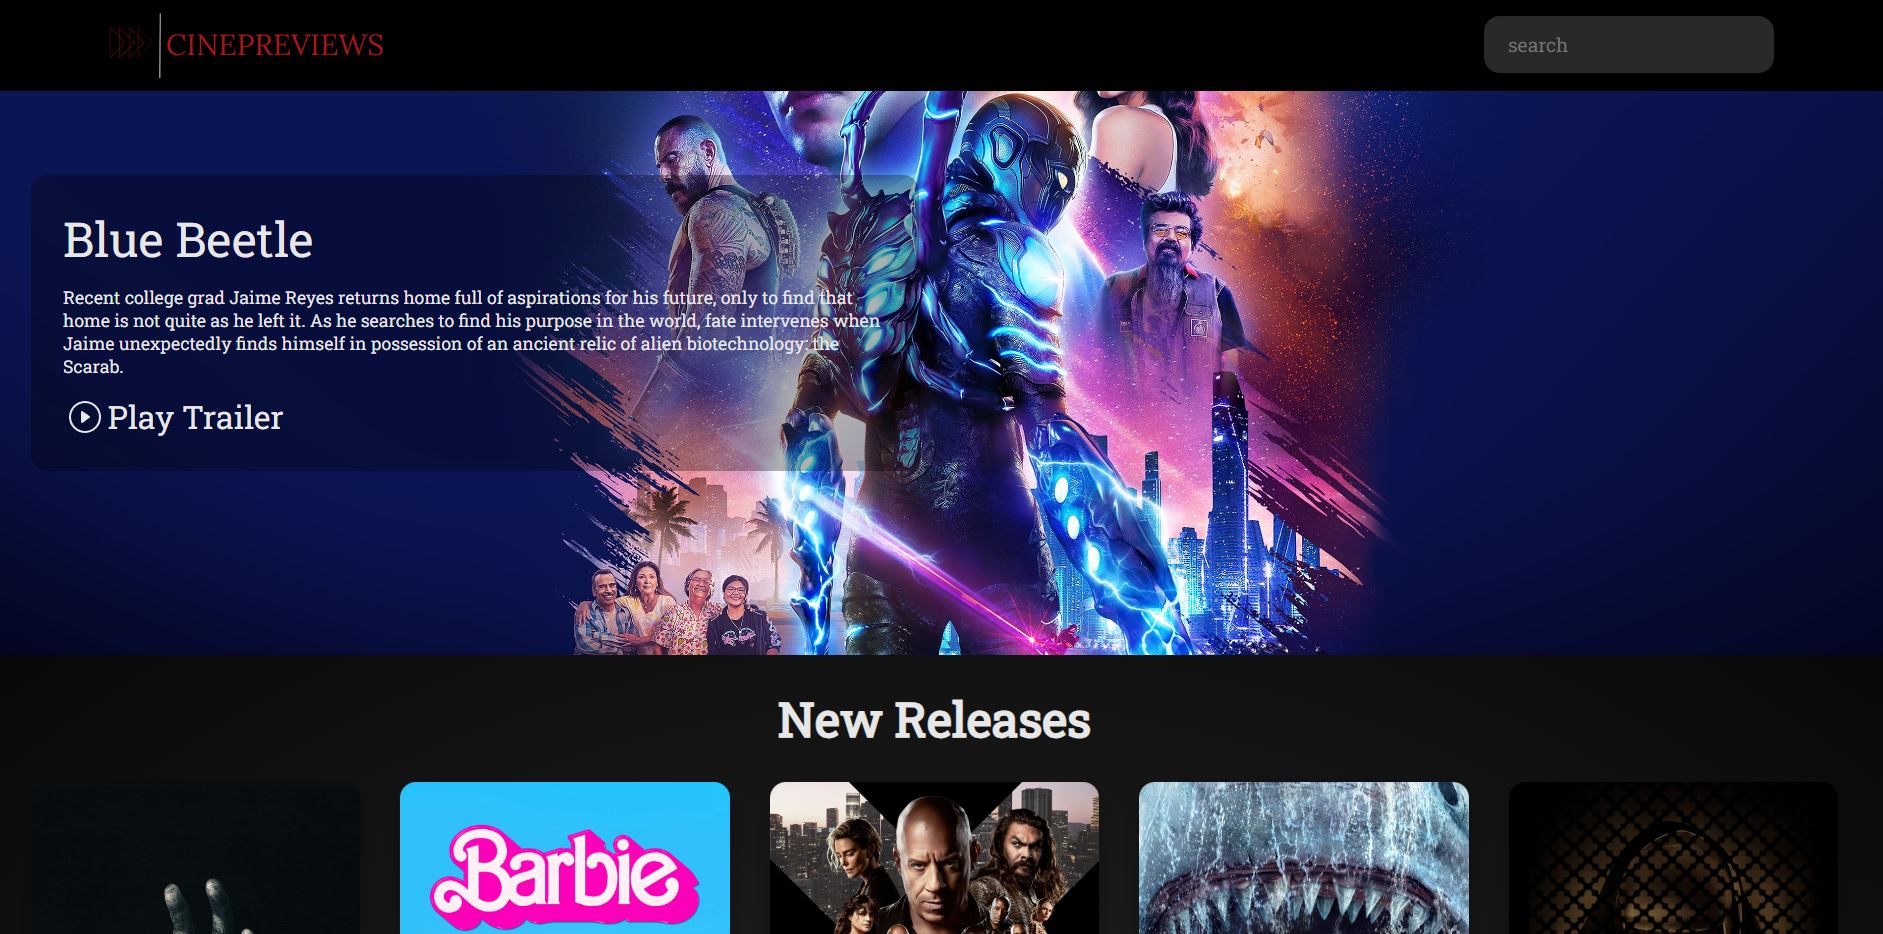 CINEPREVIEWS
search
Blue Beetle
Recent college grad Jaime Reyes returns home full of aspirations for his future, only to find that
home is not quite as he left it. As he searches to find his purpose in the world, fate intervenes when
Jaime unexpectedly finds himself in possession of an ancient relic of alien biotechnology: the
Scarab.
Play Trailer
New Releases
Barbie